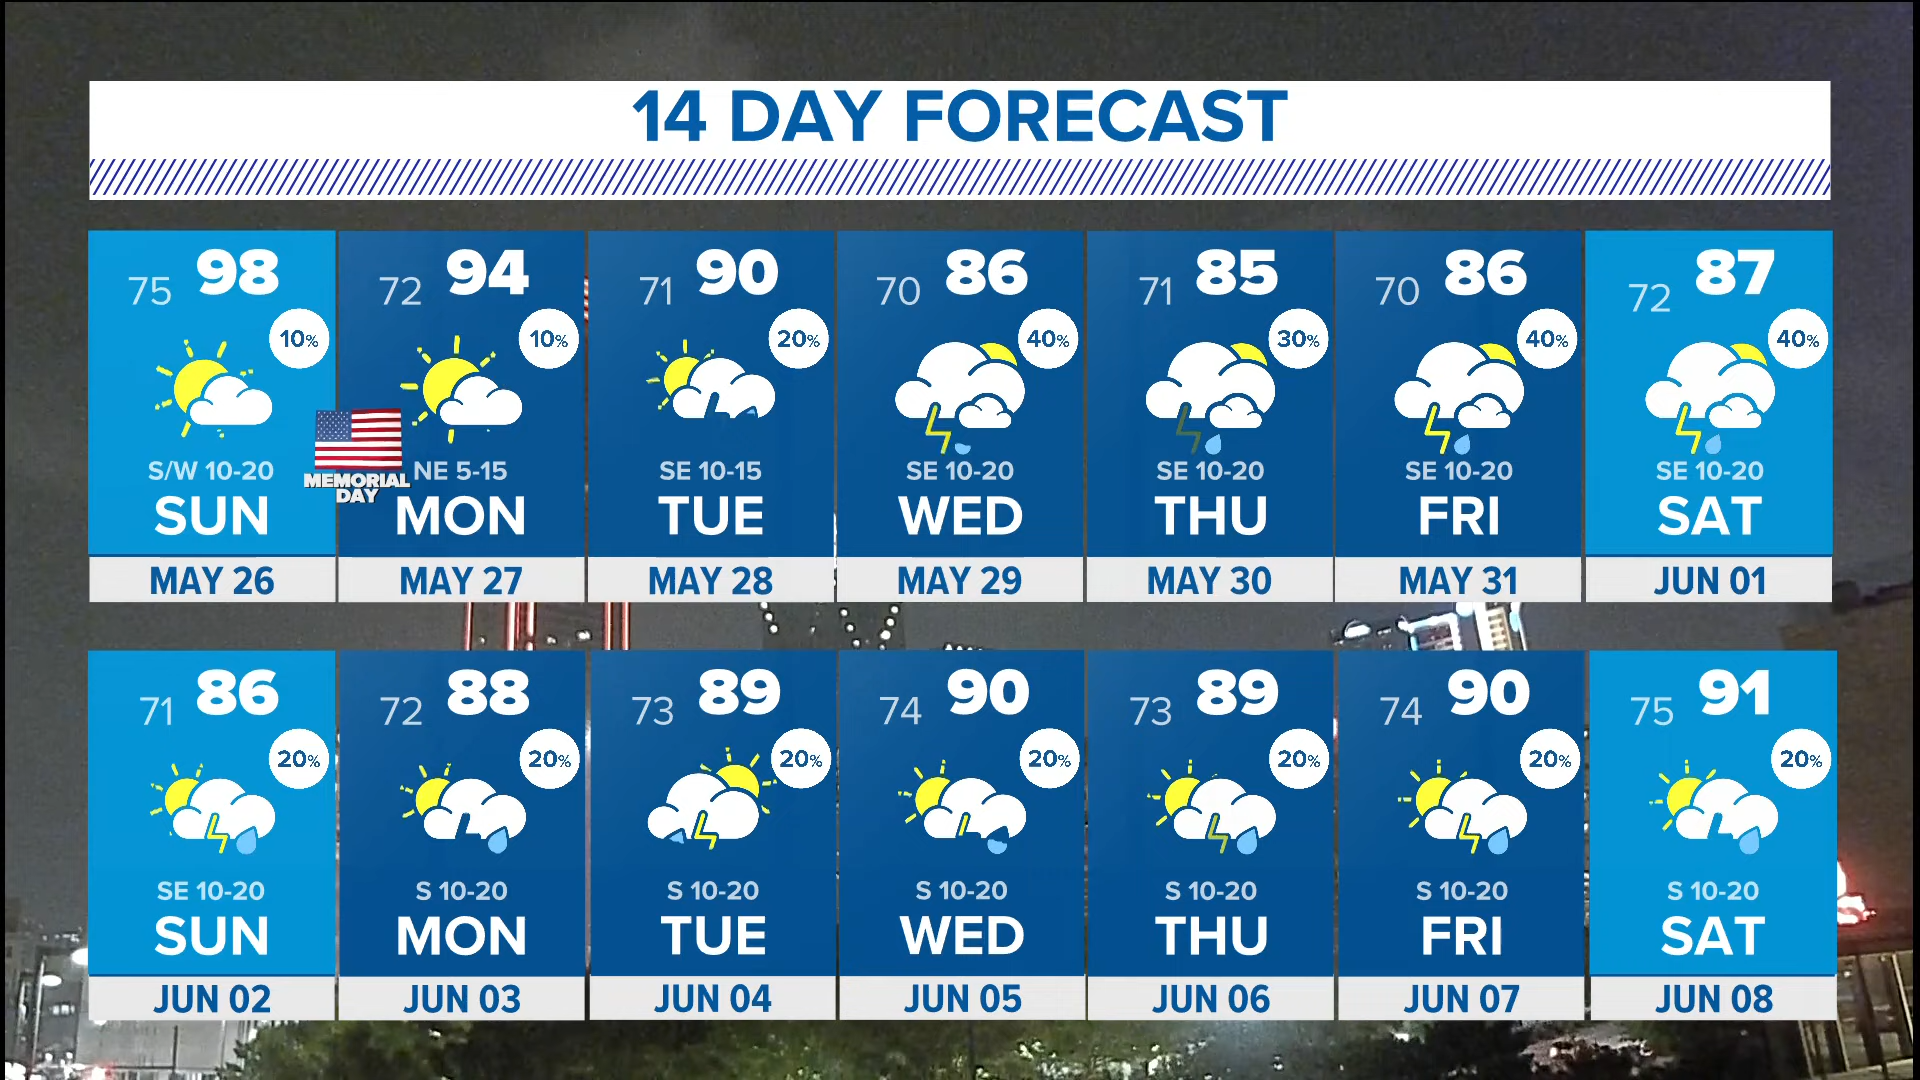 14 DAY FORECAST
75 98
10%
S/W 10-20
SUN
MAY 26
72 94
10%
MEMORIAL
DAY
NE 5-15
MON
MAY 27
71 90
20%
SE 10-15
TUE
MAY 28
70 86
40%
SE 10-20
WED
MAY 29
71 85
30%
SE 10-20
THU
MAY 30
70 86
40%
SE 10-20
FRI
MAY 31
72 87
40%
SE 10-20
SAT
JUN 01
71 86
20%
SE 10-20
SUN
JUN 02
72 88
20%
S 10-20
MON
JUN 03
73 89
20%
S 10-20
TUE
JUN 04
74 90
20%
S 10-20
WED
JUN 05
73 89
20%
S 10-20
THU
JUN 06
74 90
20%
S 10-20
FRI
JUN 07
75 91
20%
S 10-20
SAT
JUN 08